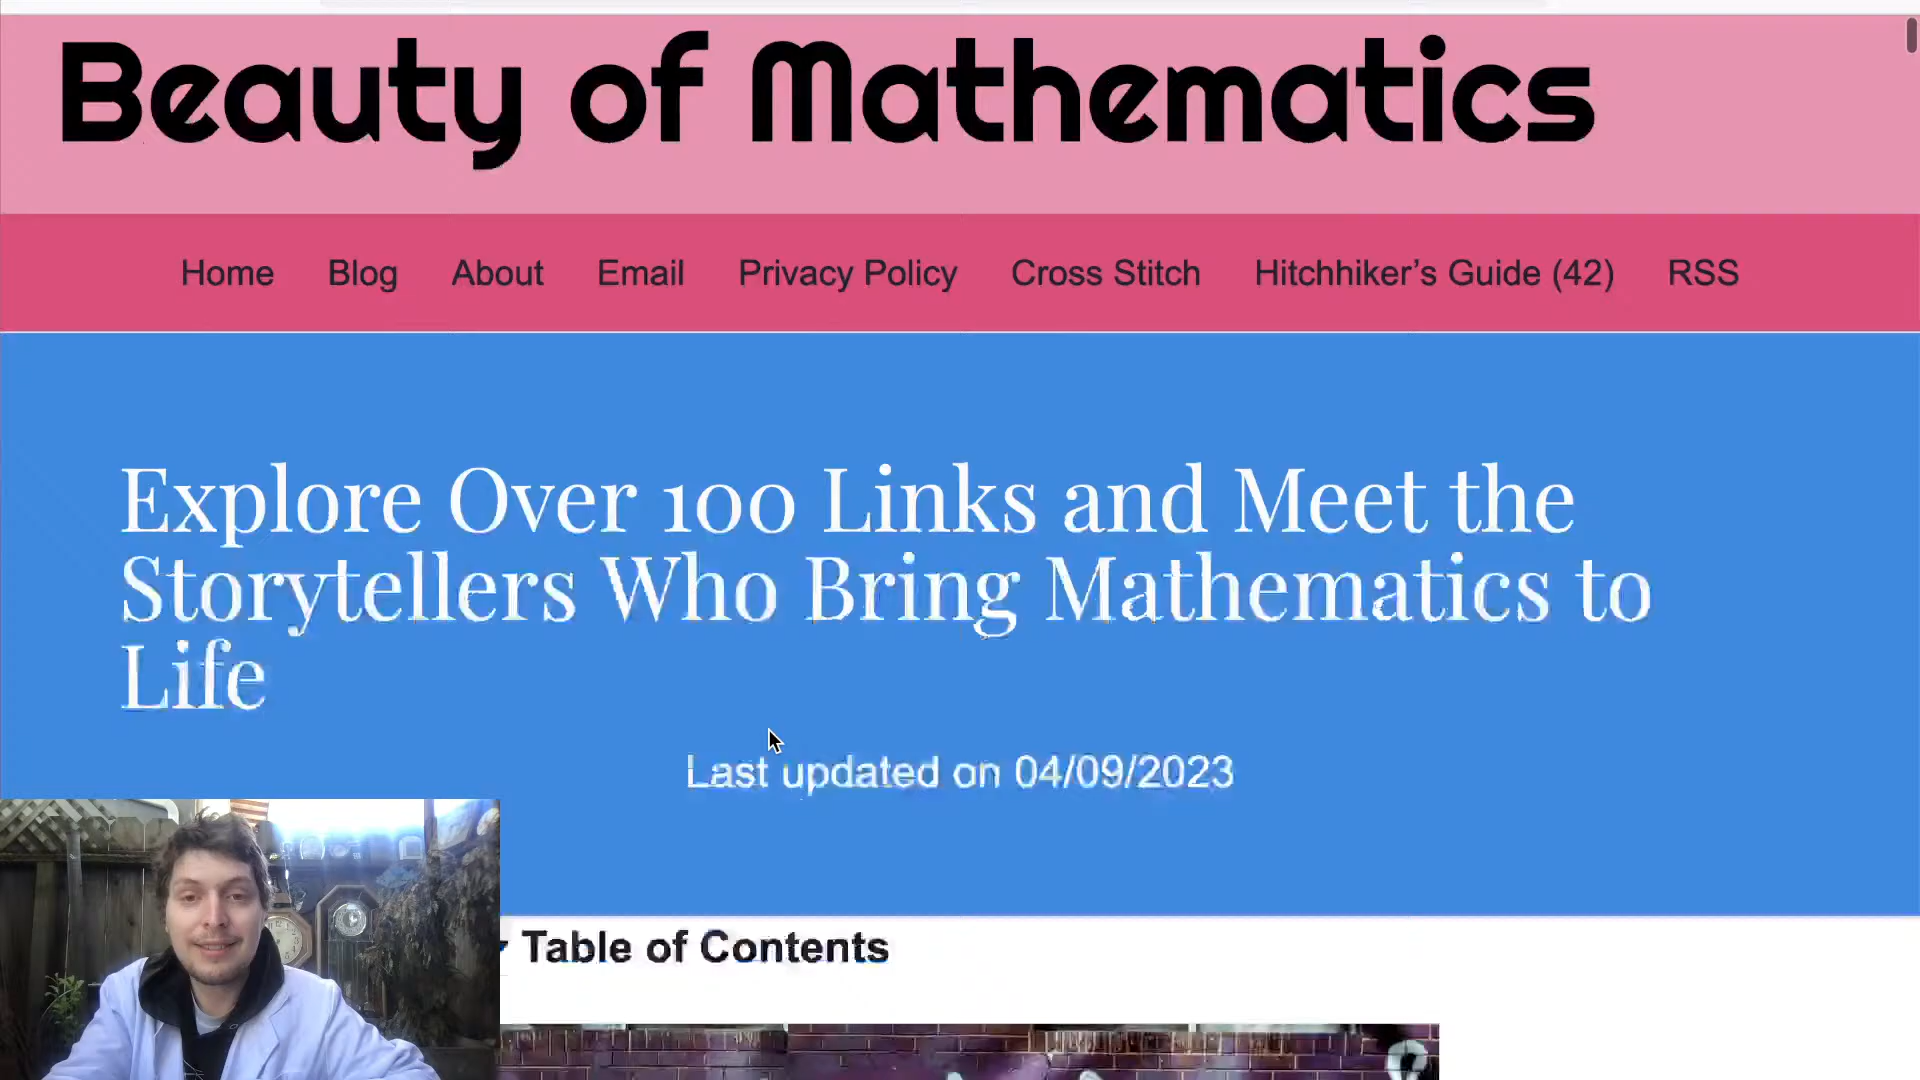 Beauty of Mathematics
Home Blog About Email Privacy Policy Cross Stitch Hitchhiker’s Guide (42) RSS
Explore Over 100 Links and Meet the
Storytellers Who Bring Mathematics to
Life
Last updated on 04/09/2023
Table of Contents